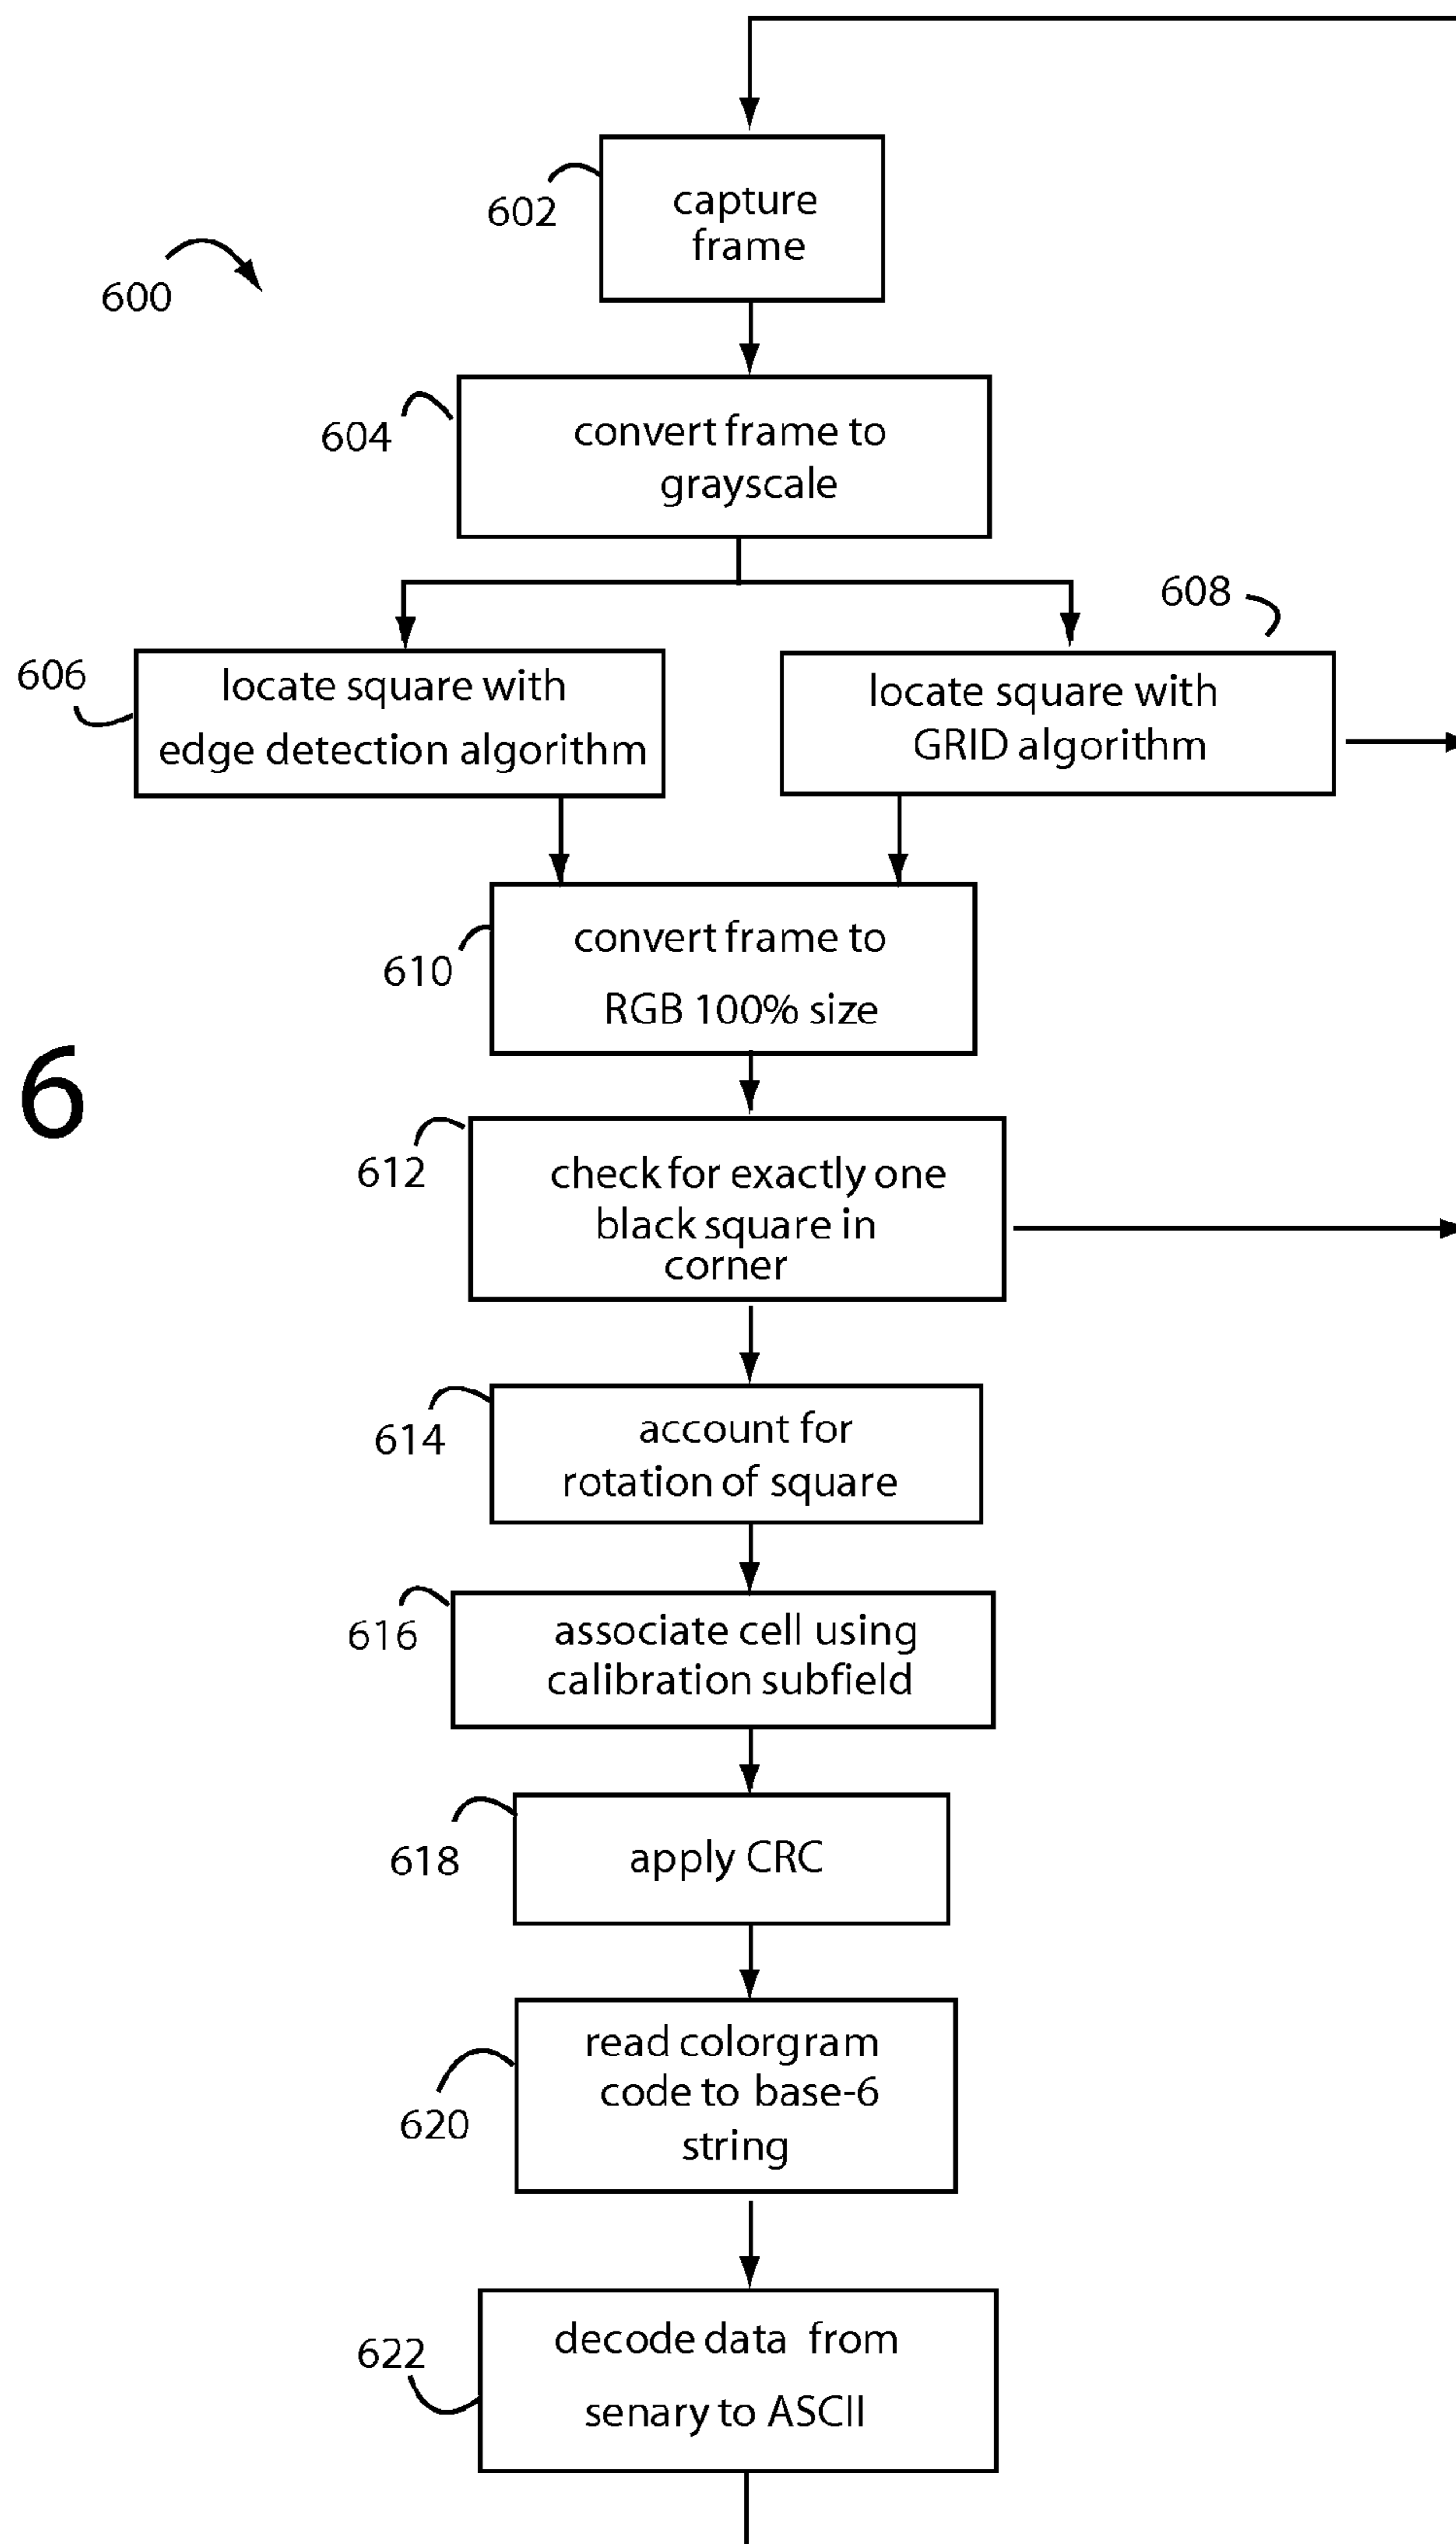 602
capture
frame
600
604
convert frame to
grayscale
608
606
locate square with
edge detection algorithm
locate square with
GRID algorithm
610
convert frame to
RGB 100% size
6
612
check for exactly one
black square in
corner
614
account for
rotation of square
616
associate cell using
calibration subfield
618
apply CRC
620
read colorgram
code to base-6
string
622
decode data from
senary to ASCII